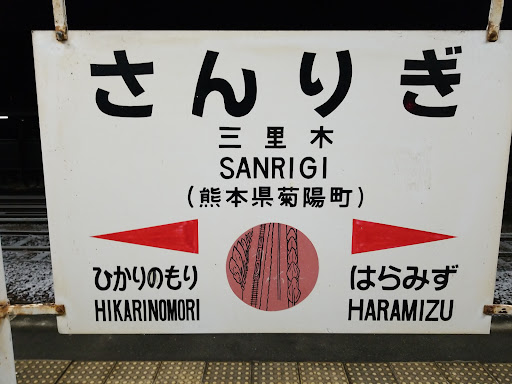 さんりぎ
三里木
SANRIGI
(熊本県菊陽町)
ひかりのもり
HIKARINOMORI
はらみず
HARAMIZU